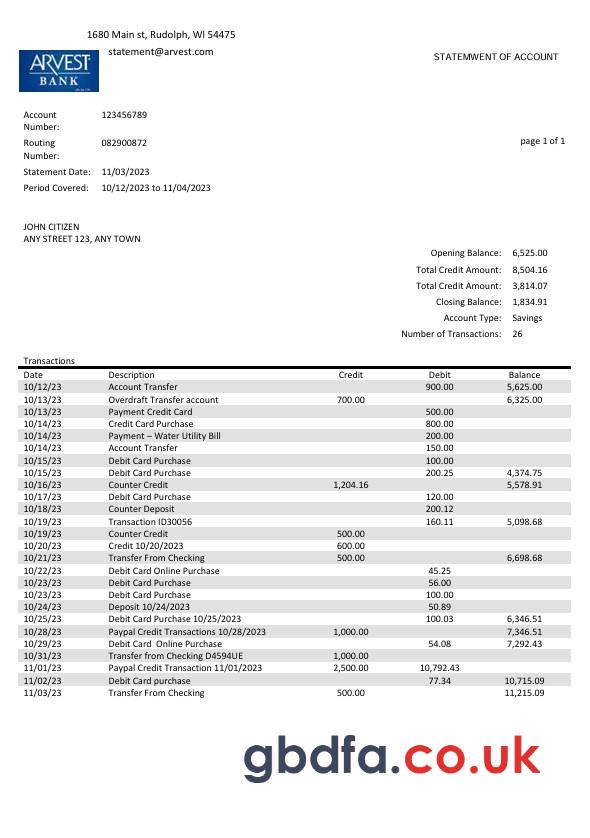 1680 Main st, Rudolph, Wl 54475
statement@arvest.com
STATEMWENT OF ACCOUNT
ARVEST
BANK
Account Number: 123456789
Routing Number: 082900872
page 1 of 1
Statement Date: 11/03/2023
Period Covered: 10/12/2023 to 11/04/2023
JOHN CITIZEN
ANY STREET 123, ANY TOWN
Opening Balance: 6,525.00
Total Credit Amount: 8,504.16
Total Credit Amount: 3,814.07
Closing Balance: 1,834.91
Account Type: Savings
Number of Transactions: 26
Transactions
Date Description Credit Debit Balance
10/12/23 Account Transfer 900.00 5,625.00
10/13/23 Overdraft Transfer account 700.00 6,325.00
10/13/23 Payment Credit Card 500.00
10/14/23 Credit Card Purchase 800.00
10/14/23 Payment – Water Utility Bill 200.00
10/14/23 Account Transfer 150.00
10/15/23 Debit Card Purchase 100.00
10/15/23 Debit Card Purchase 200.25 4,374.75
10/16/23 Counter Credit 1,204.16 5,578.91
10/17/23 Debit Card Purchase 120.00
10/18/23 Counter Deposit 200.12
10/19/23 Transaction ID30056 160.11 5,098.68
10/19/23 Counter Credit 500.00
10/20/23 Credit 10/20/2023 600.00
10/21/23 Transfer From Checking 500.00 6,698.68
10/22/23 Debit Card Online Purchase 45.25
10/23/23 Debit Card Purchase 56.00
10/23/23 Debit Card Purchase 100.00
10/24/23 Deposit 10/24/2023 50.89
10/25/23 Debit Card Purchase 10/25/2023 100.03 6,346.51
10/28/23 Paypal Credit Transactions 10/28/2023 1,000.00 7,346.51
10/29/23 Debit Card Online Purchase 54.08 7,292.43
10/31/23 Transfer from Checking D4594UE 1,000.00
11/01/23 Paypal Credit Transaction 11/01/2023 2,500.00 10,792.43
11/02/23 Debit Card purchase 77.34 10,715.09
11/03/23 Transfer From Checking 500.00 11,215.09
gbdfa.co.uk